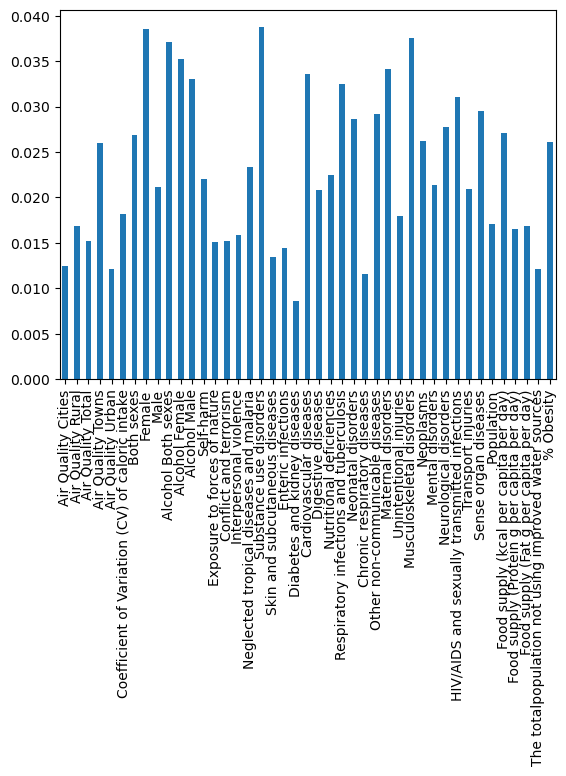 0.040
0.035
0.030
0.025
0.020
0.015
0.010
0.005
0.000
Air Quality Cities
Air Quality Rural
Air Quality Total
Air Quality Towns
Air Quality Urban
Coefficient of Variation (CV) of caloric intake
Both sexes
Female
Male
Alcohol Both sexes
Alcohol Female
Alcohol Male
Self-harm
Exposure to forces of nature
Conflict and terrorism
Interpersonal violence
Neglected tropical diseases and malaria
Substance use disorders
Skin and subcutaneous diseases
Enteric infections
Diabetes and kidney diseases
Cardiovascular diseases
Digestive diseases
Nutritional deficiencies
Respiratory infections and tuberculosis
Neonatal disorders
Chronic respiratory diseases
Other non-communicable diseases
Maternal disorders
Unintentional injuries
Musculoskeletal disorders
Neoplasms
Mental disorders
Neurological disorders
HIV/AIDS and sexually transmitted infections
Transport injuries
Sense organ diseases
Population
Food supply (kcal per capita per day)
Food supply (Protein g per capita per day)
Food supply (Fat g per capita per day)
The totalpopulation not using improved water sources
% Obesity